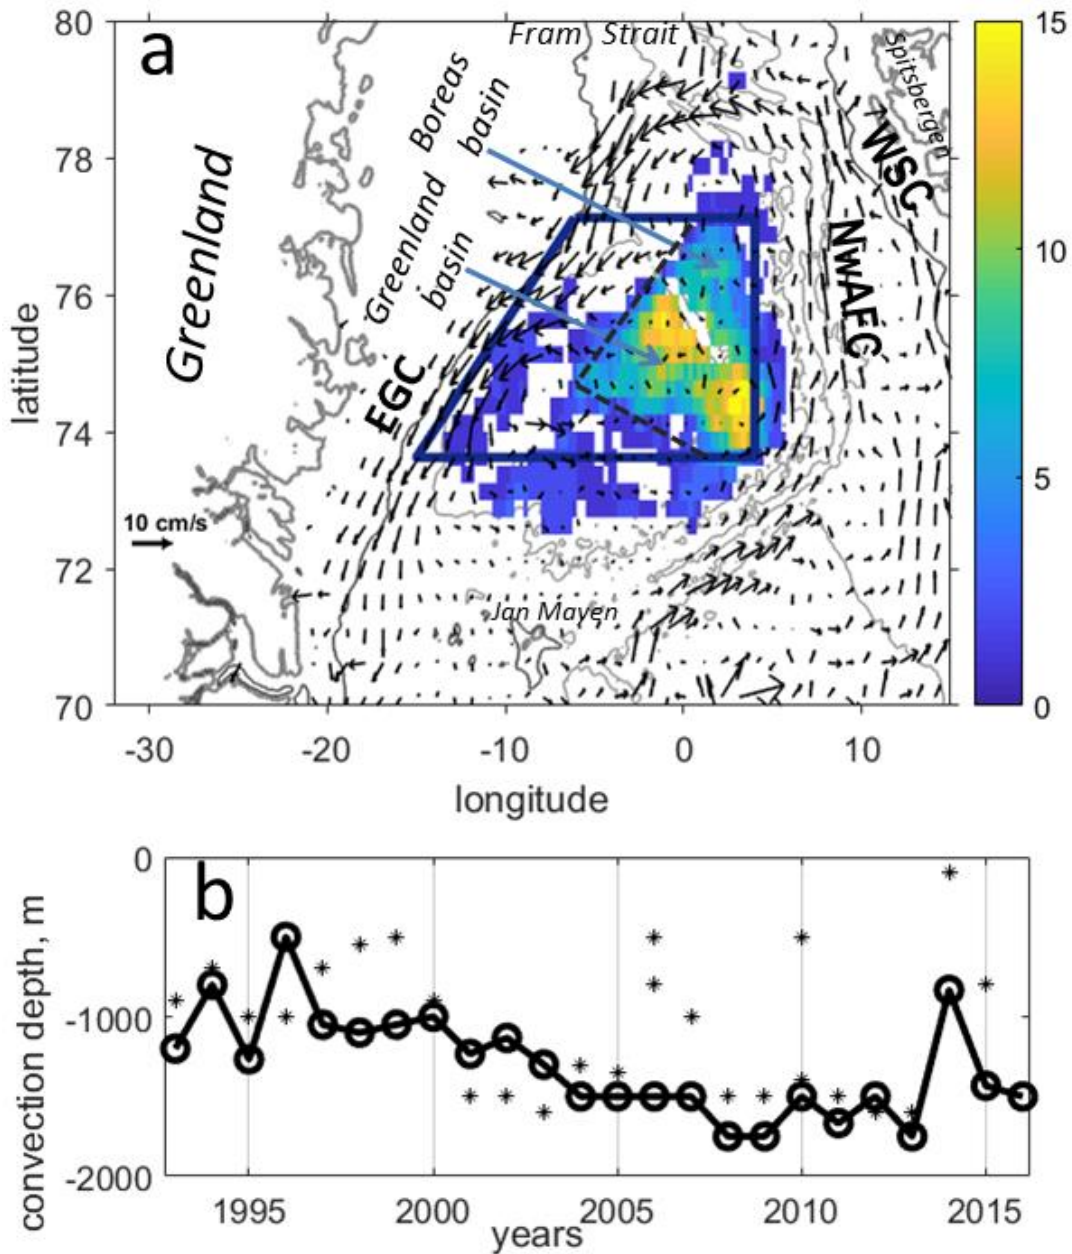 a
Fram Strait
Spitsbergen
Boreas
basin
WSC
Greenland
Greenland
basin
NwAFC
EGC
10 cm/s
Jan Mayen
80
78
76
74
72
70
latitude
-30 -20 -10 0 10
longitude
15
10
5
0
b
0
-1000
-2000
convection depth, m
1995 2000 2005 2010 2015
years